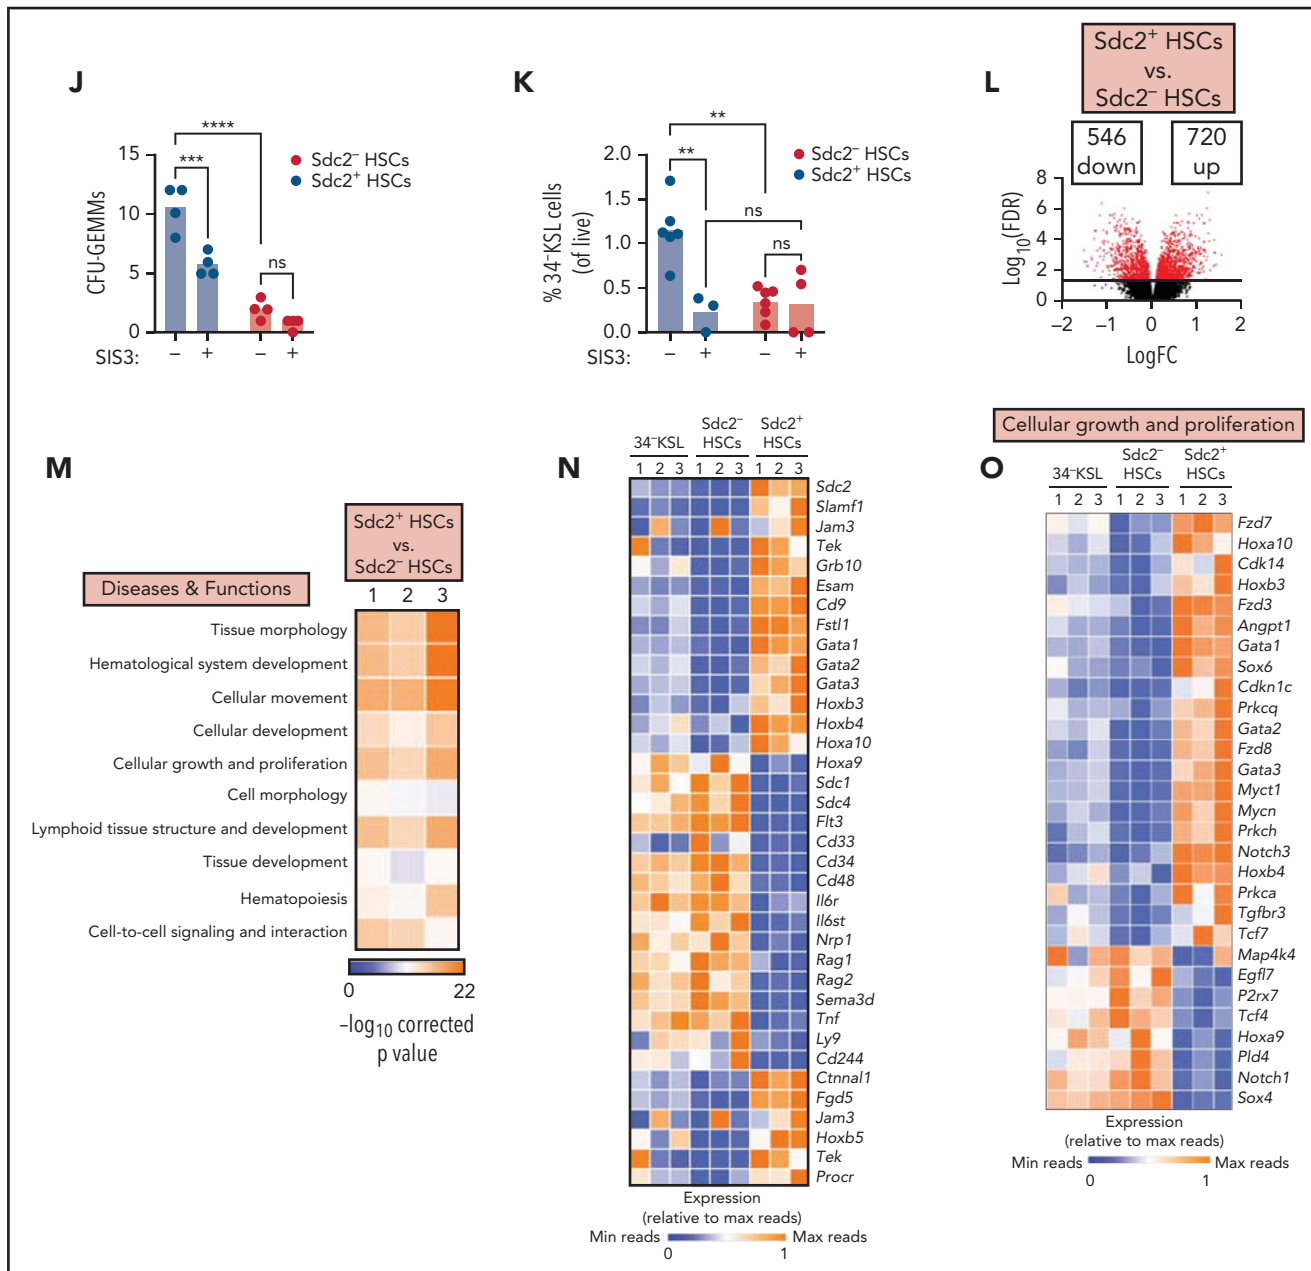 J
****
***
ns
Sdc2⁻ HSCs
Sdc2⁺ HSCs
15
10
5
0
CFU-GEMMs
SIS3:
– + – +
K
**
**
ns
ns
Sdc2⁻ HSCs
Sdc2⁺ HSCs
2.0
1.5
1.0
0.5
0.0
% 34⁻KSL cells
(of live)
SIS3:
– + – +
L
Sdc2⁺ HSCs
vs.
Sdc2⁻ HSCs
546
down
720
up
8
6
4
2
0
Log₁₀(FDR)
−2 −1 0 1 2
LogFC
M
Sdc2⁺ HSCs
vs.
Sdc2⁻ HSCs
Diseases & Functions
1 2 3
Tissue morphology
Hematological system development
Cellular movement
Cellular development
Cellular growth and proliferation
Cell morphology
Lymphoid tissue structure and development
Tissue development
Hematopoiesis
Cell-to-cell signaling and interaction
0 22
–log₁₀ corrected
p value
N
34⁻KSL
Sdc2⁻
HSCs
Sdc2⁺
HSCs
1 2 3 1 2 3 1 2 3
Sdc2
Slamf1
Jam3
Tek
Grb10
Esam
Cd9
Fstl1
Gata1
Gata2
Gata3
Hoxb3
Hoxb4
Hoxa10
Hoxa9
Sdc1
Sdc4
Flt3
Cd33
Cd34
Cd48
Il6r
Il6st
Nrp1
Rag1
Rag2
Sema3d
Tnf
Ly9
Cd244
Ctnnal1
Fgd5
Jam3
Hoxb5
Tek
Procr
Expression
(relative to max reads)
Min reads Max reads
0 1
Cellular growth and proliferation
O
34⁻KSL
Sdc2⁻
HSCs
Sdc2⁺
HSCs
1 2 3 1 2 3 1 2 3
Fzd7
Hoxa10
Cdk14
Hoxb3
Fzd3
Angpt1
Gata1
Sox6
Cdkn1c
Prkcq
Gata2
Fzd8
Gata3
Myct1
Mycn
Prkch
Notch3
Hoxb4
Prkca
Tgfbr3
Tcf7
Map4k4
Egfl7
P2rx7
Tcf4
Hoxa9
Pld4
Notch1
Sox4
Expression
(relative to max reads)
Min reads Max reads
0 1